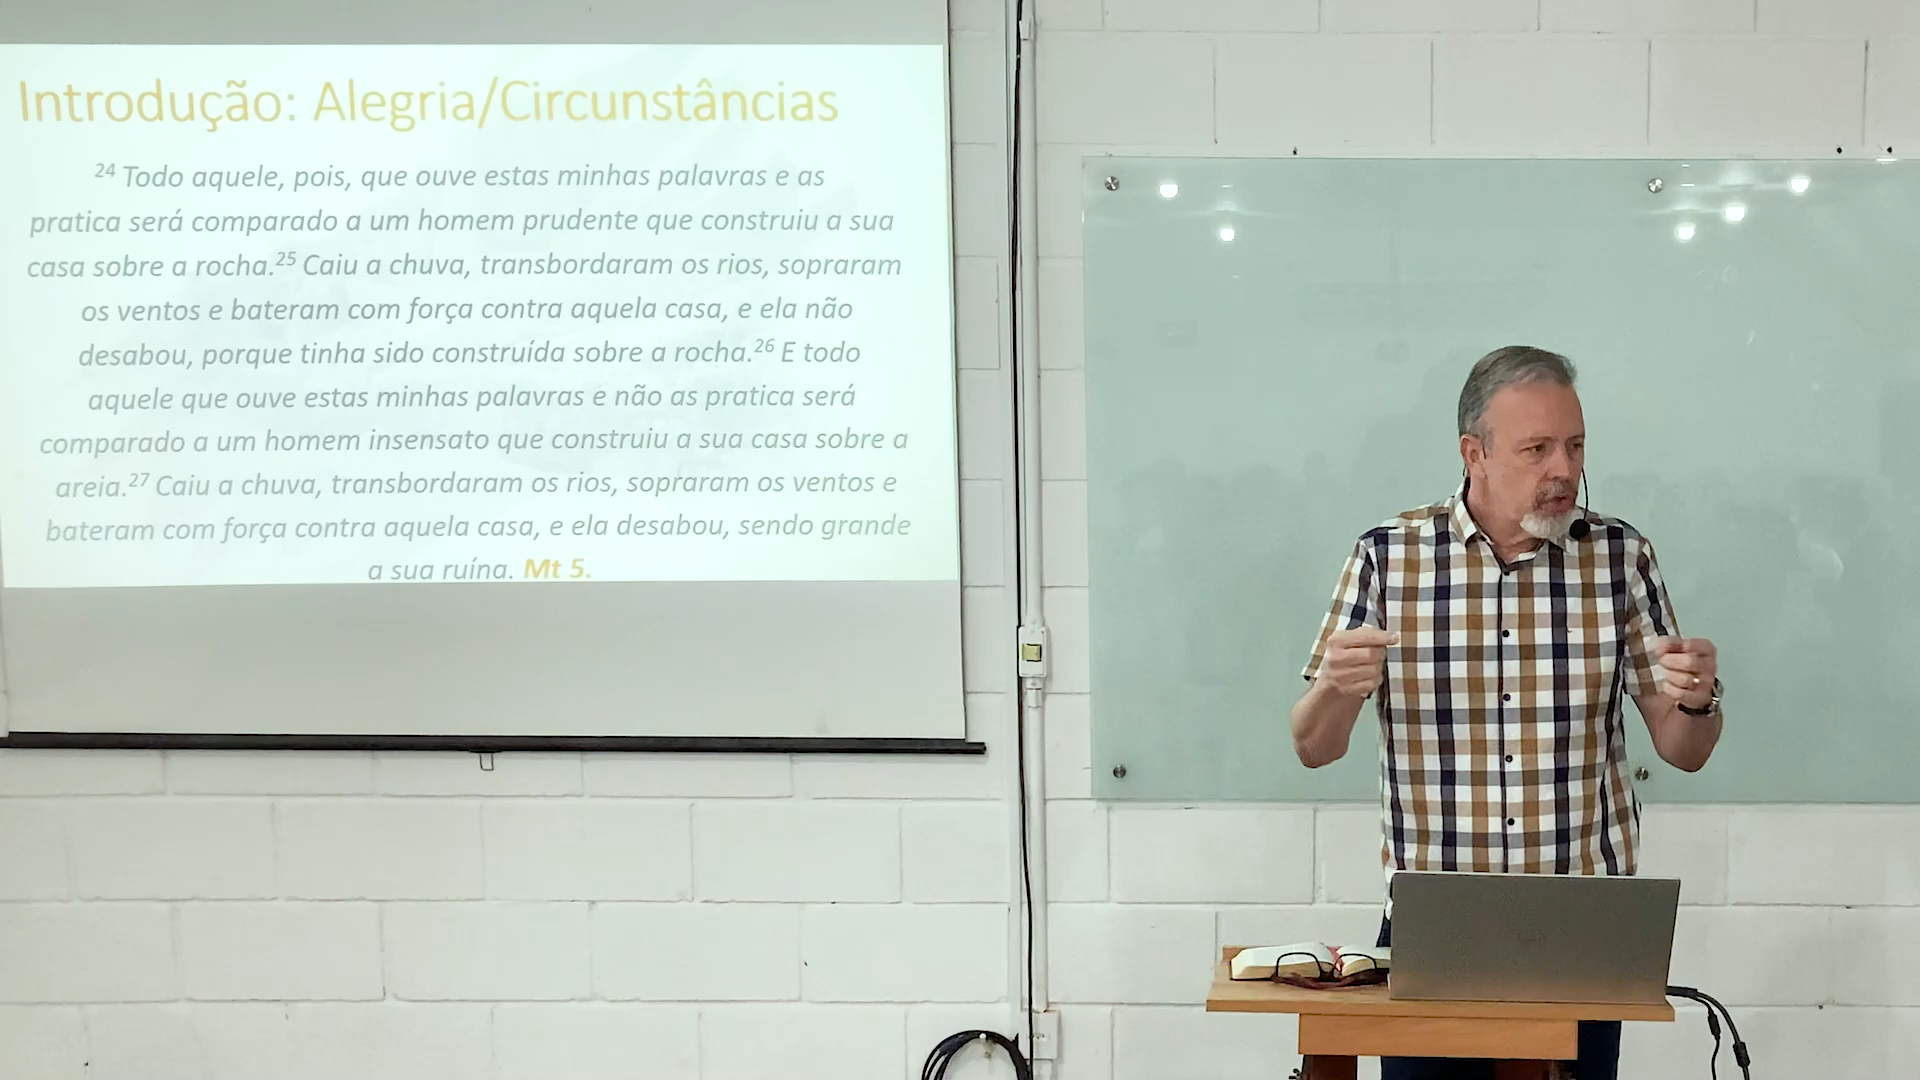 Introdução: Alegria/Circunstâncias
24 Todo aquele, pois, que ouve estas minhas palavras e as
pratica será comparado a um homem prudente que construiu a sua
casa sobre a rocha.25 Caiu a chuva, transbordaram os rios, sopraram
os ventos e bateram com força contra aquela casa, e ela não
desabou, porque tinha sido construída sobre a rocha.26 E todo
aquele que ouve estas minhas palavras e não as pratica será
comparado a um homem insensato que construiu a sua casa sobre a
areia.27 Caiu a chuva, transbordaram os rios, sopraram os ventos e
bateram com força contra aquela casa, e ela desabou, sendo grande
a sua ruína. Mt 5.